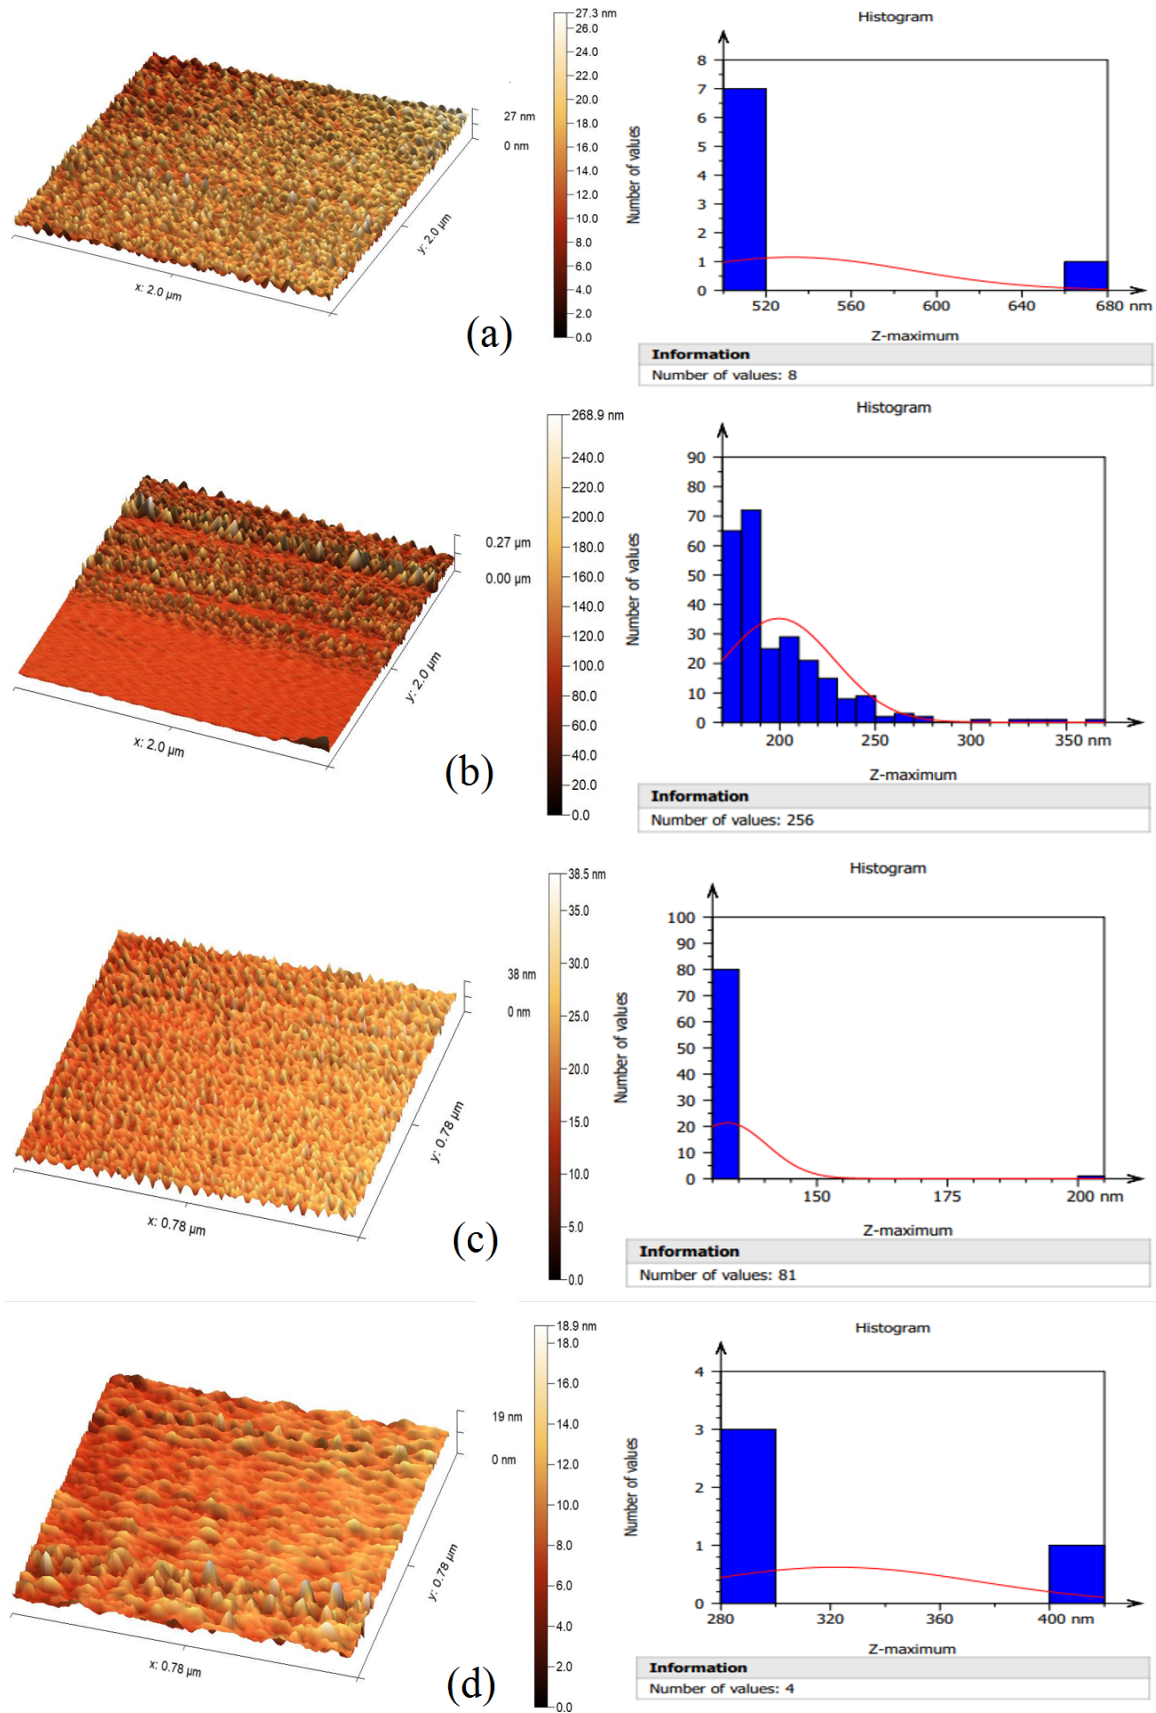 27.3 nm
26.0
24.0
22.0
20.0
18.0
16.0
14.0
12.0
10.0
8.0
6.0
4.0
2.0
0.0
27 nm
0 nm
y: 2.0 µm
x: 2.0 µm
(a)
Histogram
Number of values
8
7
6
5
4
3
2
1
0
520 560 600 640 680 nm
Z-maximum
Information
Number of values: 8
268.9 nm
240.0
220.0
200.0
180.0
160.0
140.0
120.0
100.0
80.0
60.0
40.0
20.0
0.0
0.27 µm
0.00 µm
y: 2.0 µm
x: 2.0 µm
(b)
Histogram
Number of values
90
80
70
60
50
40
30
20
10
0
200 250 300 350 nm
Z-maximum
Information
Number of values: 256
38.5 nm
35.0
30.0
25.0
20.0
15.0
10.0
5.0
0.0
38 nm
0 nm
y: 0.78 µm
x: 0.78 µm
(c)
Histogram
Number of values
100
90
80
70
60
50
40
30
20
10
0
150 175 200 nm
Z-maximum
Information
Number of values: 81
18.9 nm
18.0
16.0
14.0
12.0
10.0
8.0
6.0
4.0
2.0
0.0
19 nm
0 nm
y: 0.78 µm
x: 0.78 µm
(d)
Histogram
Number of values
4
3
2
1
0
280 320 360 400 nm
Z-maximum
Information
Number of values: 4